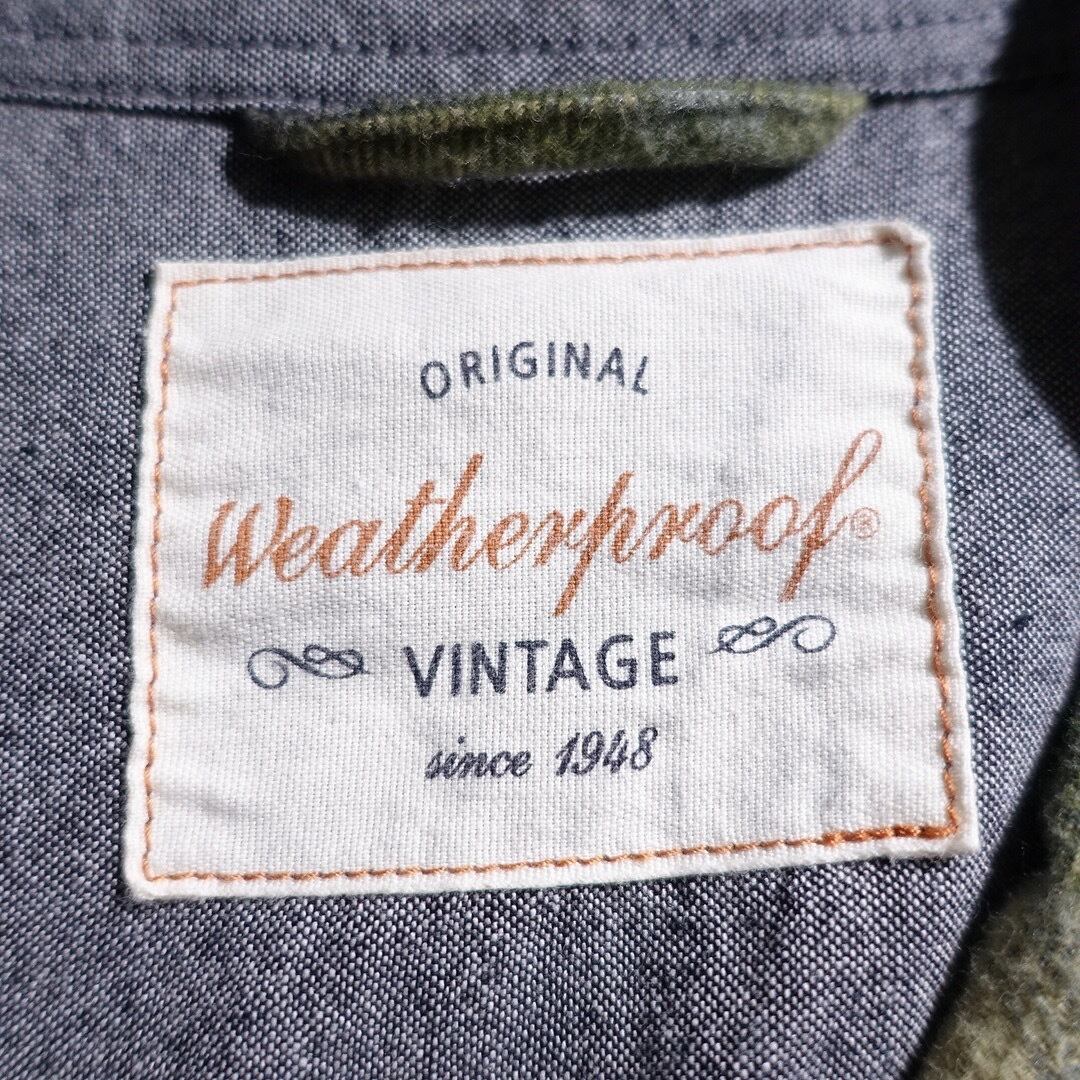 ORIGINAL
Weatherproof®
VINTAGE
since 1948